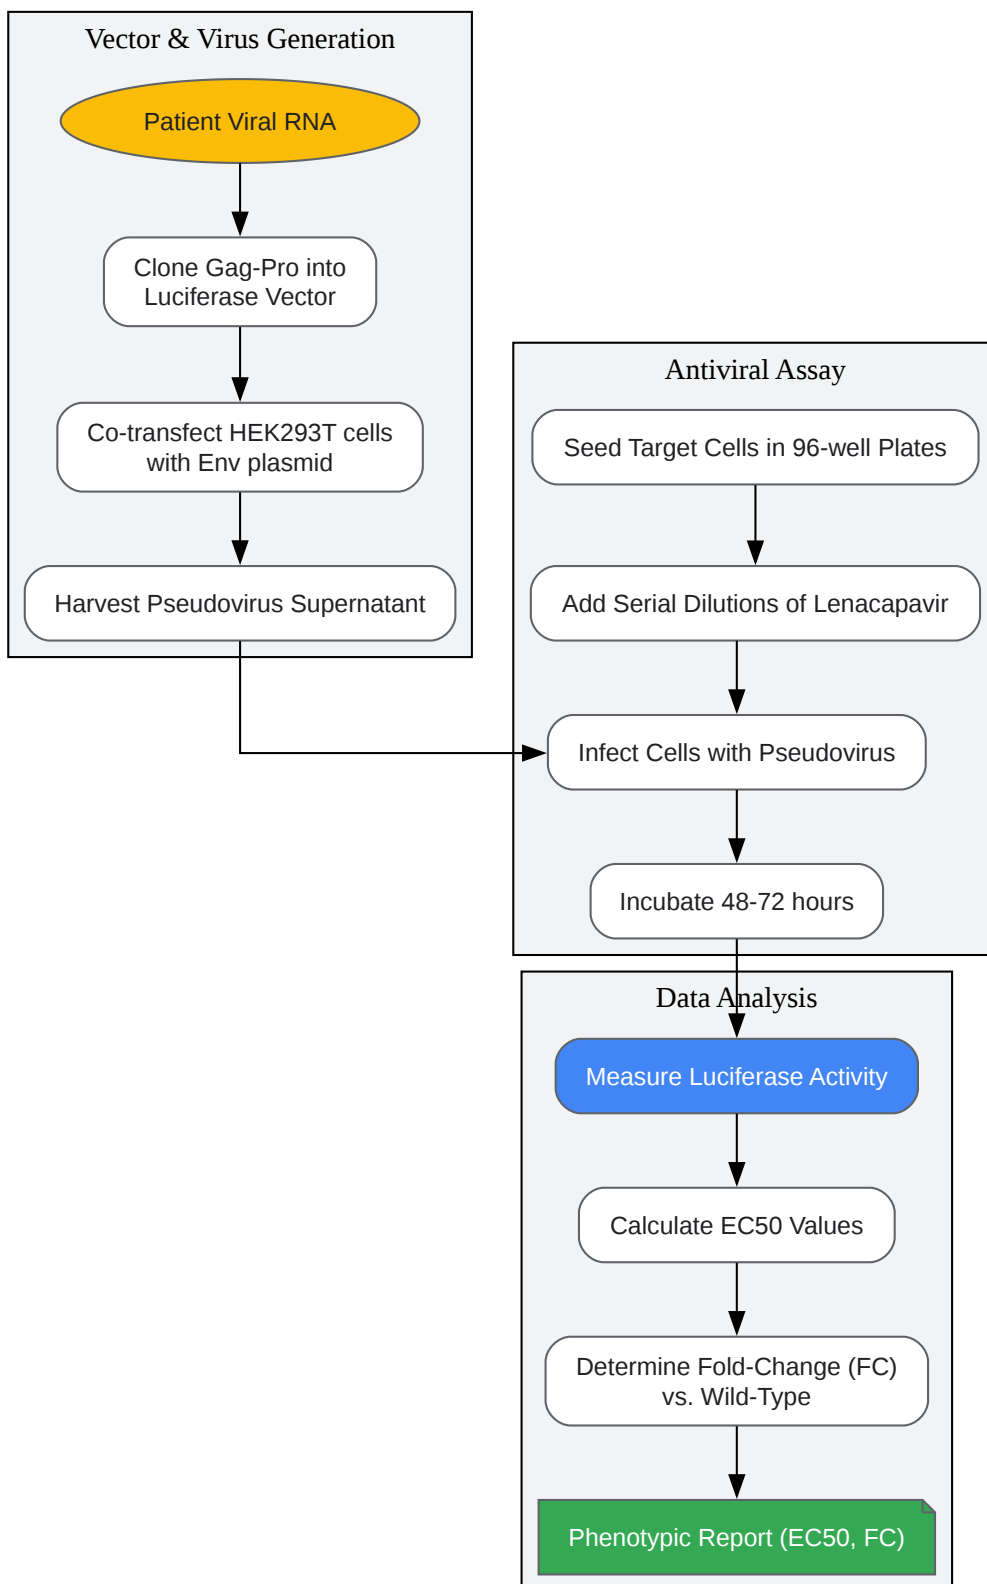 Vector & Virus Generation
Patient Viral RNA
Clone Gag-Pro into
Luciferase Vector
Co-transfect HEK293T cells
with Env plasmid
Harvest Pseudovirus Supernatant
Antiviral Assay
Seed Target Cells in 96-well Plates
Add Serial Dilutions of Lenacapavir
Infect Cells with Pseudovirus
Incubate 48-72 hours
Data Analysis
Measure Luciferase Activity
Calculate EC50 Values
Determine Fold-Change (FC)
vs. Wild-Type
Phenotypic Report (EC50, FC)